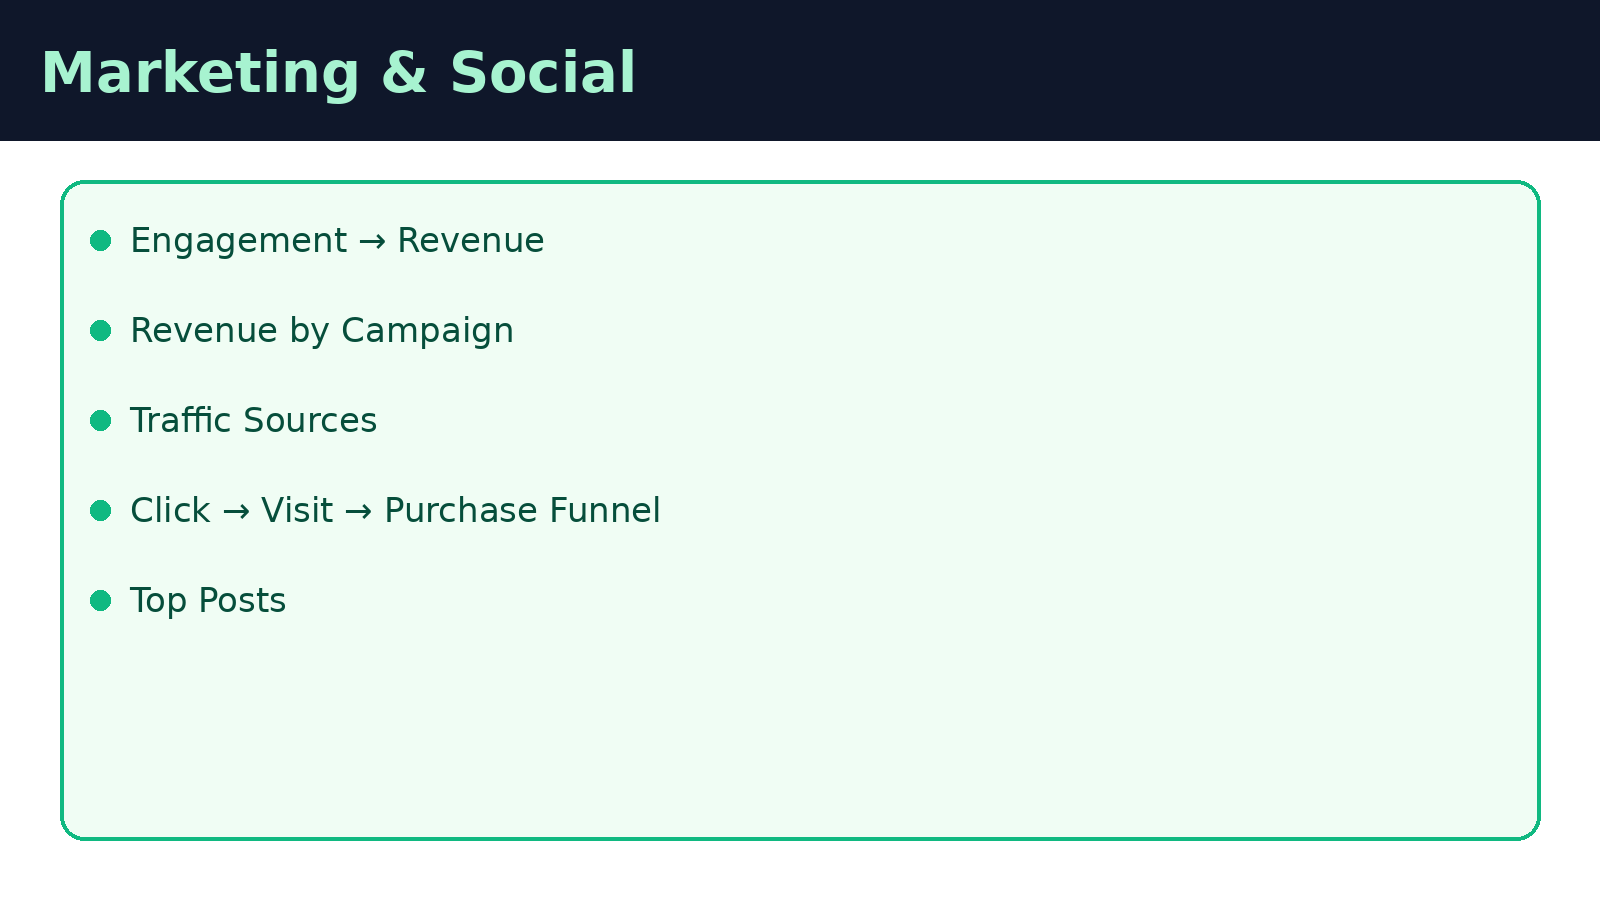 Marketing & Social
Engagement → Revenue
Revenue by Campaign
Traffic Sources
Click → Visit → Purchase Funnel
Top Posts